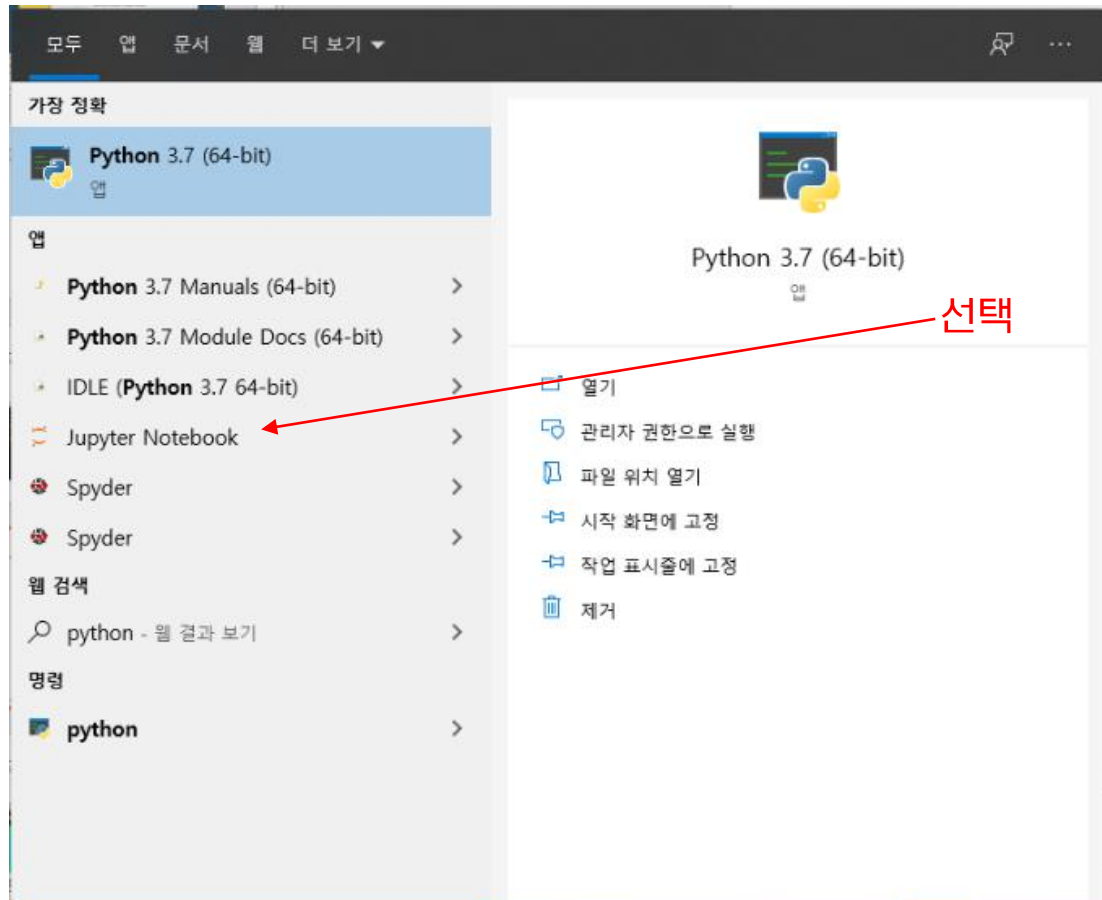 모두 앱 문서 웹 더 보기
가장 정확
Python 3.7 (64-bit)
앱
앱
Python 3.7 Manuals (64-bit)
Python 3.7 Module Docs (64-bit)
IDLE (Python 3.7 64-bit)
Jupyter Notebook
Spyder
Spyder
웹 검색
python - 웹 결과 보기
명령
python
Python 3.7 (64-bit)
앱
선택
열기
관리자 권한으로 실행
파일 위치 열기
시작 화면에 고정
작업 표시줄에 고정
제거